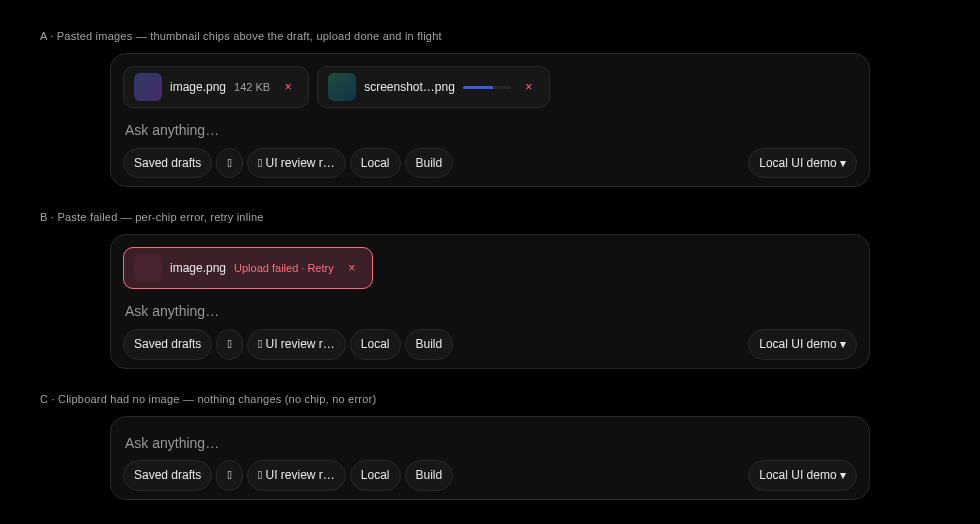 A · Pasted images — thumbnail chips above the draft, upload done and in flight
image.png 142 KB × screenshot…png ×
Ask anything…
Saved drafts UI review r… Local Build Local UI demo ▾
B · Paste failed — per-chip error, retry inline
image.png Upload failed · Retry ×
Ask anything…
Saved drafts UI review r… Local Build Local UI demo ▾
C · Clipboard had no image — nothing changes (no chip, no error)
Ask anything…
Saved drafts UI review r… Local Build Local UI demo ▾